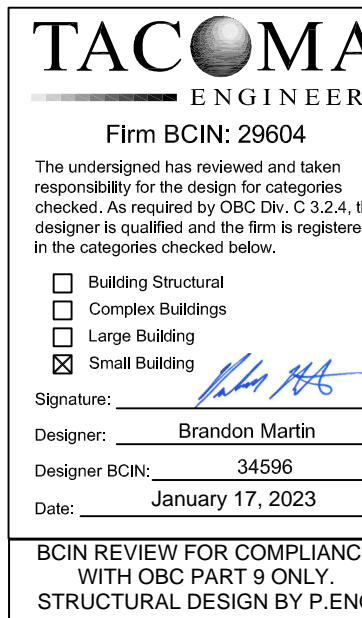 TACOMA
ENGINEER
Firm BCIN: 29604
The undersigned has reviewed and taken
responsibility for the design for categories
checked. As required by OBC Div. C 3.2.4, t
designer is qualified and the firm is registere
in the categories checked below.
Building Structural
Complex Buildings
Large Building
Small Building
Signature:
Designer: Brandon Martin
Designer BCIN: 34596
Date: January 17, 2023
BCIN REVIEW FOR COMPLIANC
WITH OBC PART 9 ONLY.
STRUCTURAL DESIGN BY P.ENG